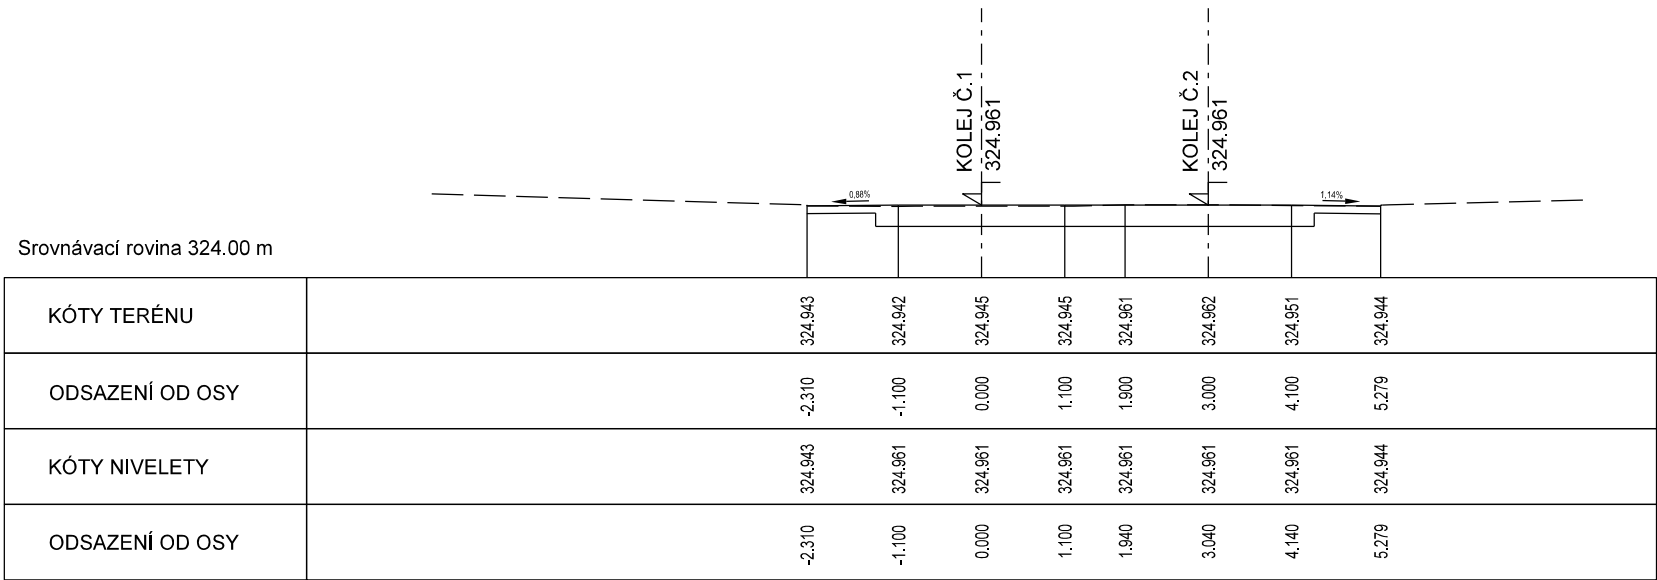 KOLEJ Č.1
324.961
KOLEJ Č.2
324.961
0,88%
1,14%
Srovnávací rovina 324.00 m
KÓTY TERÉNU 324.943 324.942 324.945 324.945 324.961 324.962 324.951 324.944
ODSAZENÍ OD OSY -2.310 -1.100 0.000 1.100 1.900 3.000 4.100 5.279
KÓTY NIVELETY 324.943 324.961 324.961 324.961 324.961 324.961 324.961 324.944
ODSAZENÍ OD OSY -2.310 -1.100 0.000 1.100 1.940 3.040 4.140 5.279